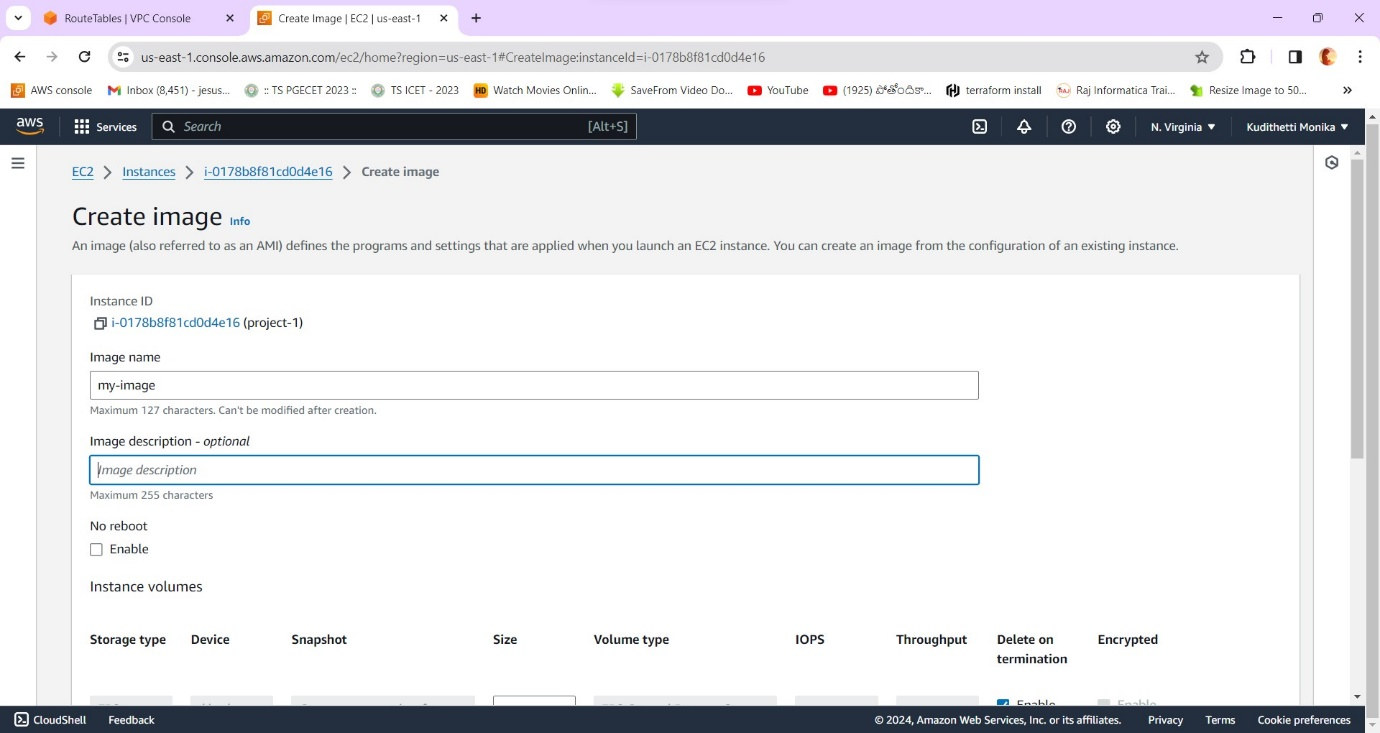 RouteTables | VPC Console
Create Image | EC2 | us-east-1
us-east-1.console.aws.amazon.com/ec2/home?region=us-east-1#CreateImage:instanceId=i-0178b8f81cd0d4e16
AWS console
Inbox (8,451) - jesus...
:: TS PGECET 2023 ::
TS ICET - 2023
HD
Watch Movies Onlin...
SaveFrom Video Do...
YouTube
(1925) పోతోందికా...
terraform install
Raj Informatica Trai...
Resize Image to 50...
aws
Services
Search
[Alt+S]
N. Virginia
Kudithetti Monika
EC2 > Instances > i-0178b8f81cd0d4e16 > Create image
Create image Info
An image (also referred to as an AMI) defines the programs and settings that are applied when you launch an EC2 instance. You can create an image from the configuration of an existing instance.
Instance ID
i-0178b8f81cd0d4e16 (project-1)
Image name
my-image
Maximum 127 characters. Can't be modified after creation.
Image description - optional
Image description
Maximum 255 characters
No reboot
Enable
Instance volumes
Storage type Device Snapshot Size Volume type IOPS Throughput Delete on termination Encrypted
Enable Enable
CloudShell Feedback © 2024, Amazon Web Services, Inc. or its affiliates. Privacy Terms Cookie preferences